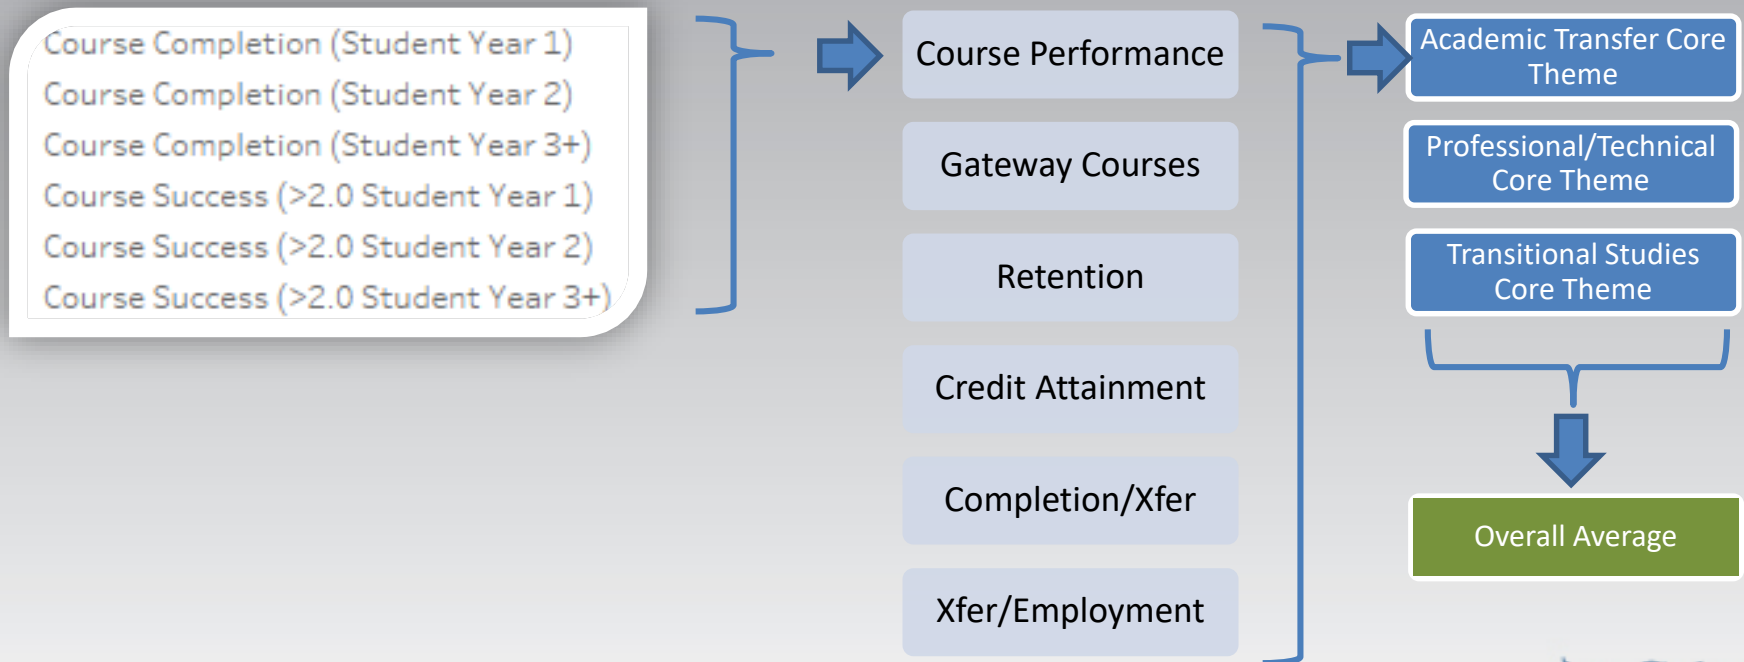 Course Completion (Student Year 1)
Course Completion (Student Year 2)
Course Completion (Student Year 3+)
Course Success (>2.0 Student Year 1)
Course Success (>2.0 Student Year 2)
Course Success (>2.0 Student Year 3+)
Course Performance
Gateway Courses
Retention
Credit Attainment
Completion/Xfer
Xfer/Employment
Academic Transfer Core
Theme
Professional/Technical
Core Theme
Transitional Studies
Core Theme
Overall Average